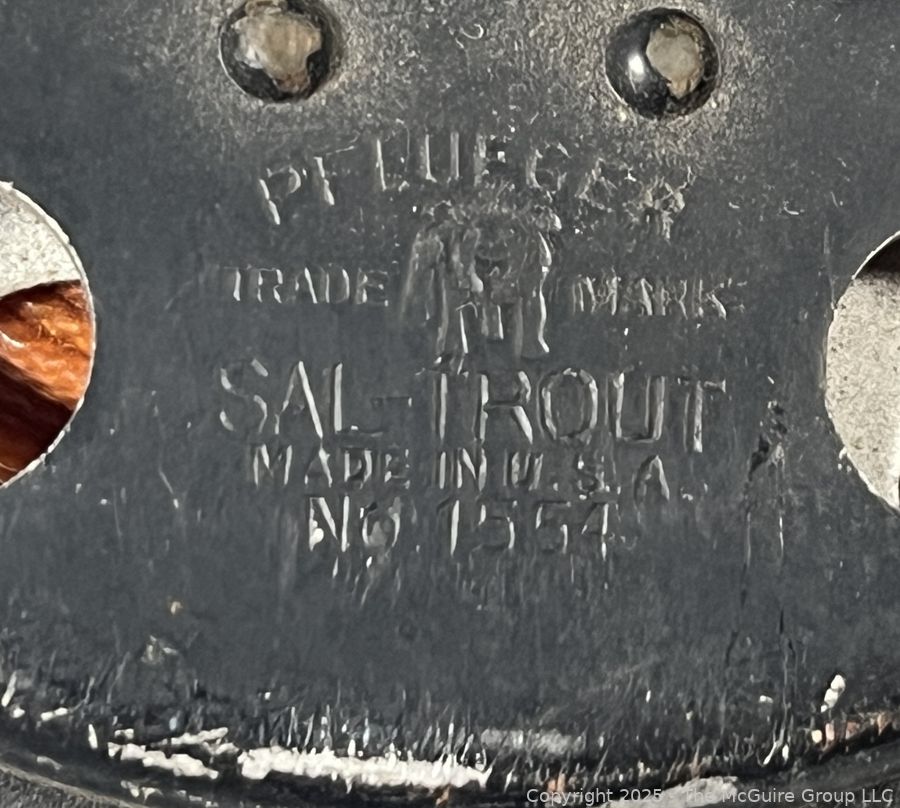 PFLUEGER
TRADE MARK
SAL-TROUT
MADE IN U.S.A.
No. 1554
Copyright 2025 The McGuire Group LLC